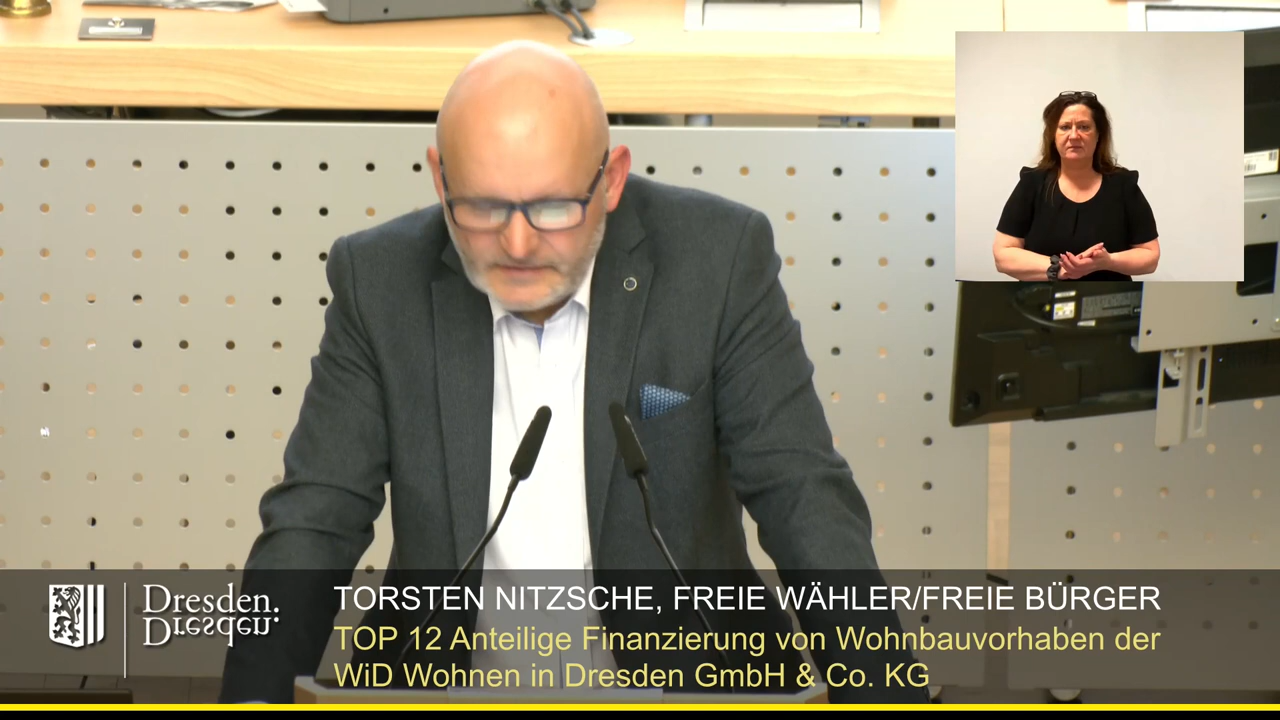 Dresden.
Dresden.
TORSTEN NITZSCHE, FREIE WÄHLER/FREIE BÜRGER
TOP 12 Anteilige Finanzierung von Wohnbauvorhaben der
WiD Wohnen in Dresden GmbH & Co. KG